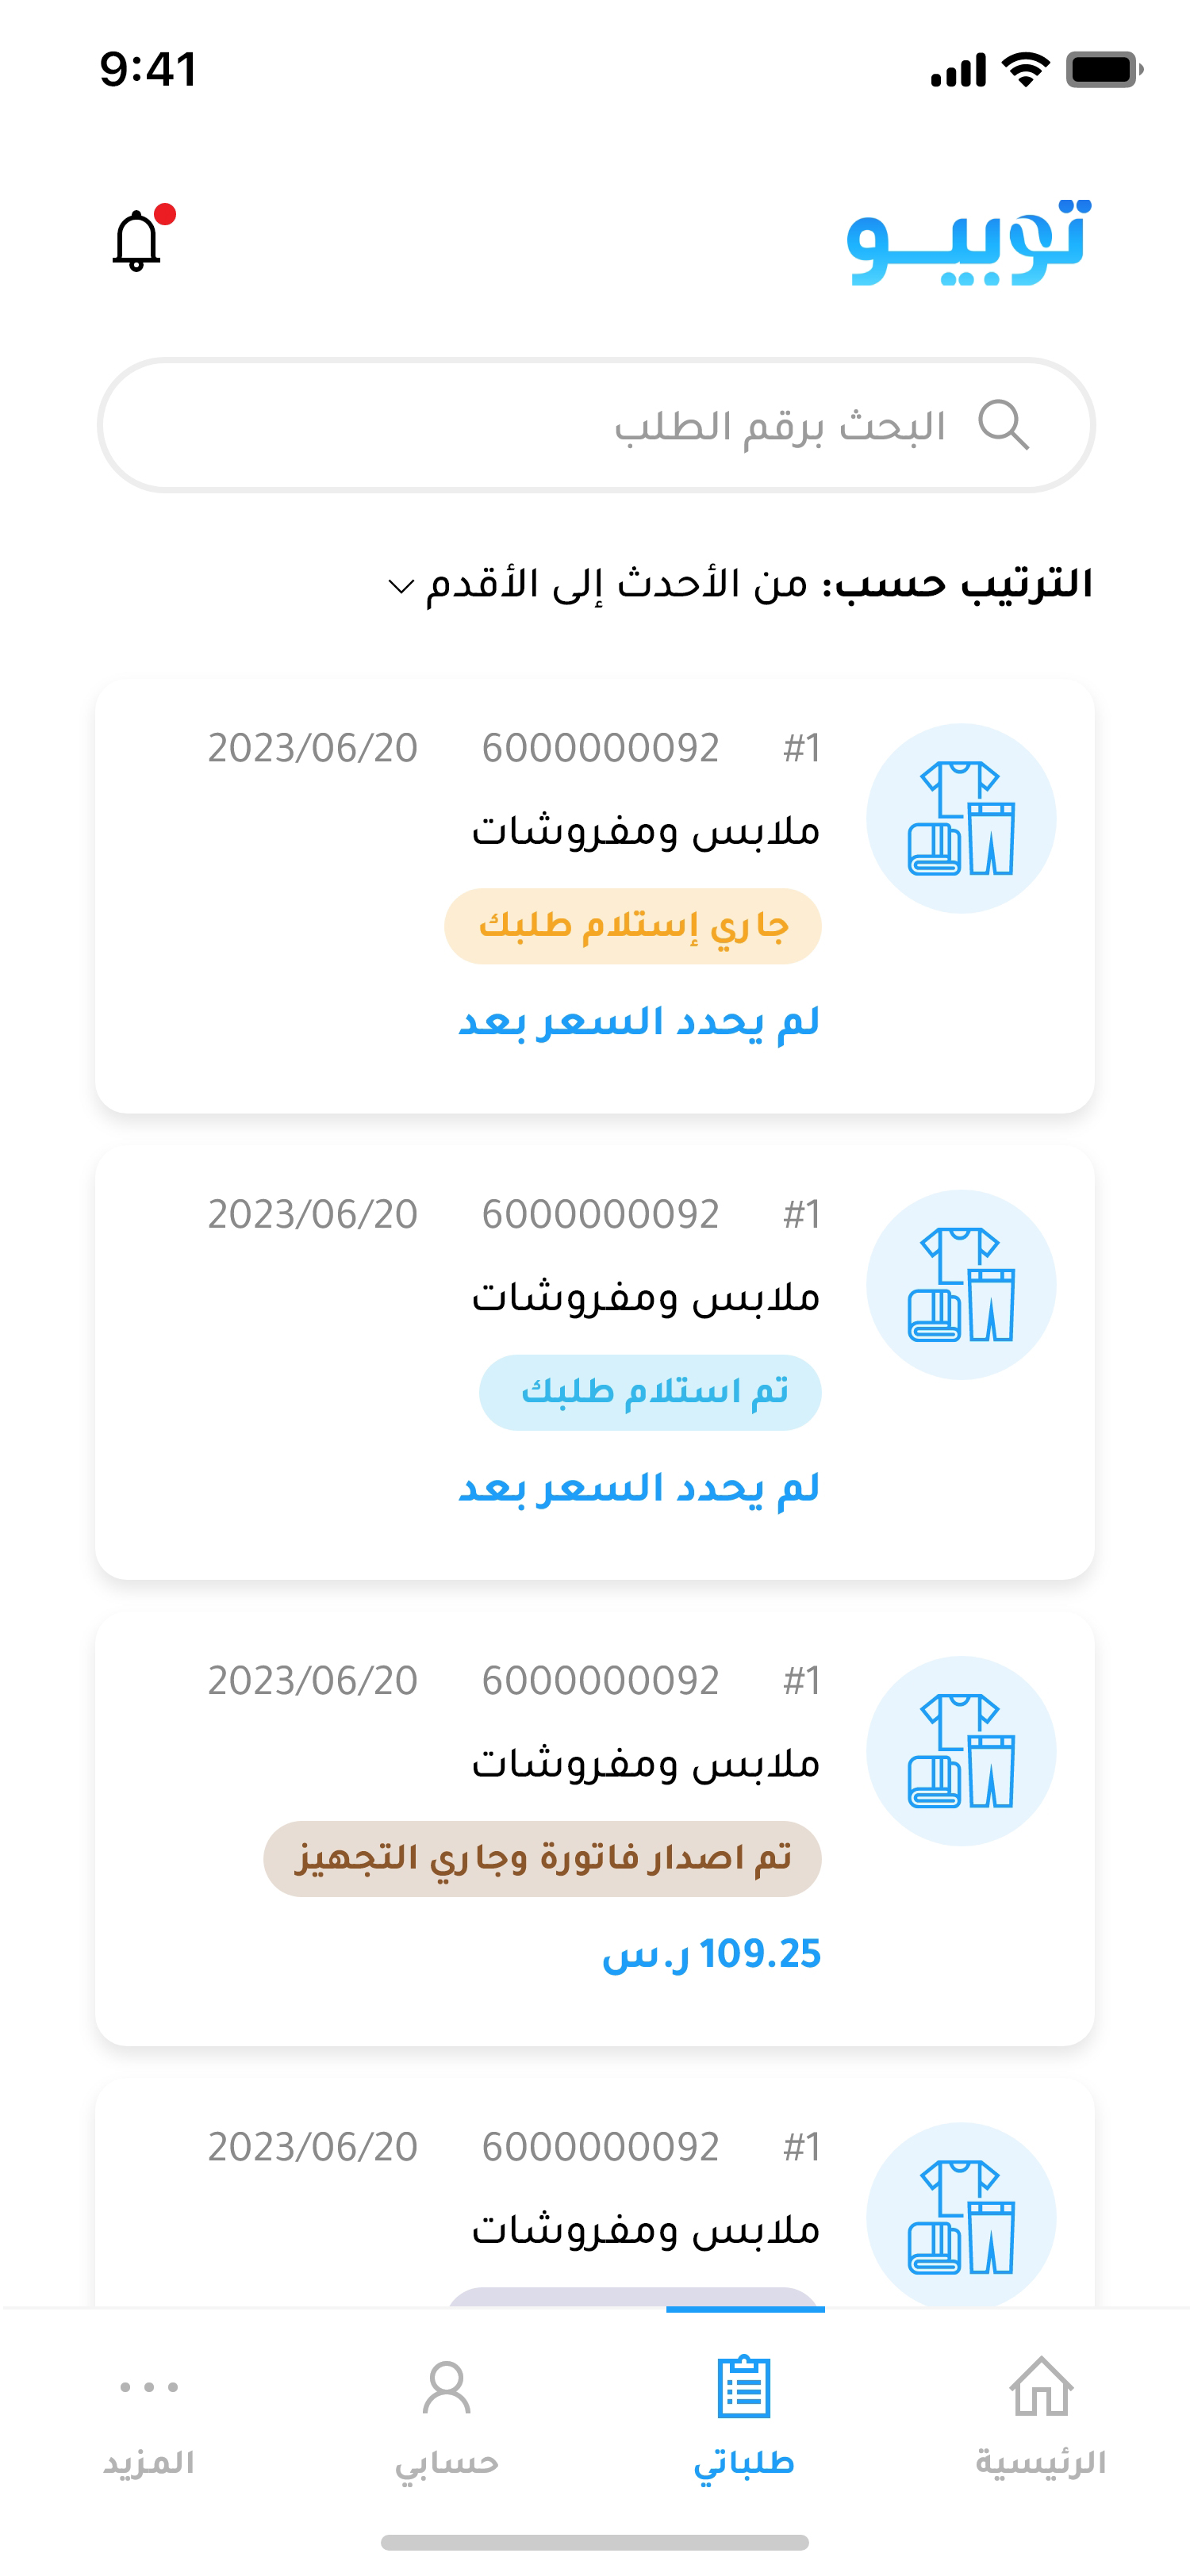 9:41
ثوبيو
البحث برقم الطلب
الترتيب حسب: من الأحدث إلى الأقدم
#1 6000000092 2023/06/20
ملابس ومفروشات
جاري إستلام طلبك
لم يحدد السعر بعد
#1 6000000092 2023/06/20
ملابس ومفروشات
تم استلام طلبك
لم يحدد السعر بعد
#1 6000000092 2023/06/20
ملابس ومفروشات
تم اصدار فاتورة وجاري التجهيز
109.25 ر.س
#1 6000000092 2023/06/20
ملابس ومفروشات
الرئيسية
طلباتي
حسابي
المزيد